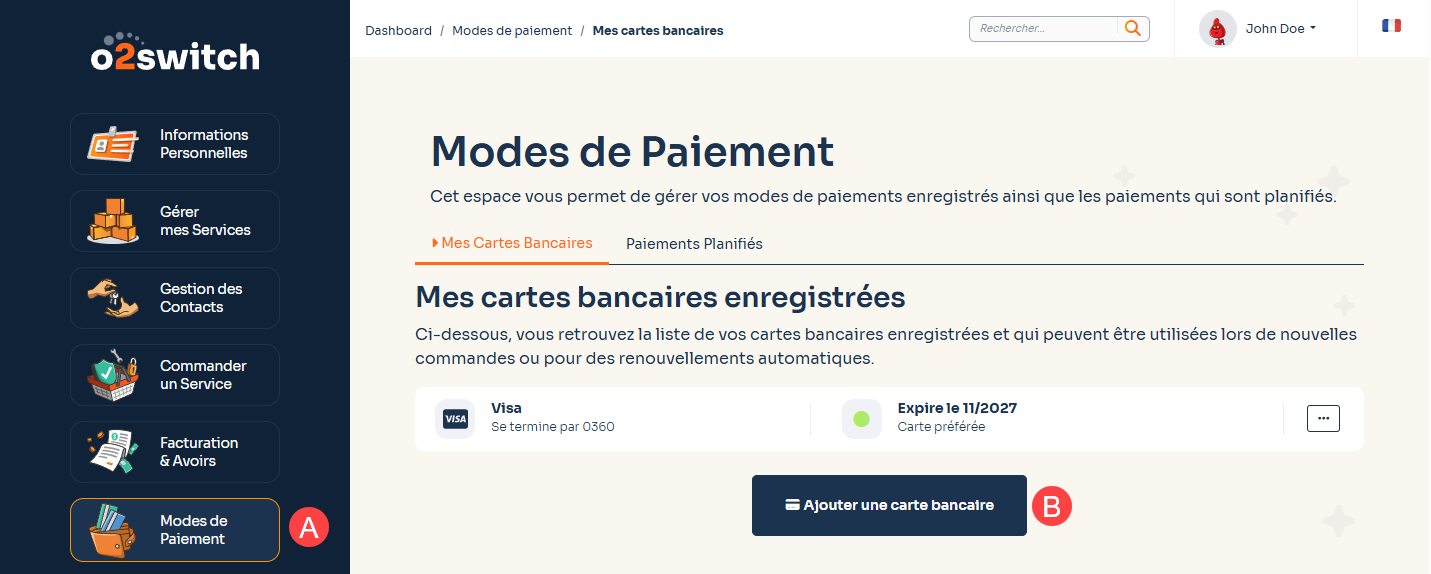 o2switch
Dashboard / Modes de paiement / Mes cartes bancaires
Rechercher...
John Doe
Informations
Personnelles
Gérer
mes Services
Gestion des
Contacts
Commander
un Service
Facturation
& Avoirs
Modes de
Paiement
A
Modes de Paiement
Cet espace vous permet de gérer vos modes de paiements enregistrés ainsi que les paiements qui sont planifiés.
Mes Cartes Bancaires
Paiements Planifiés
Mes cartes bancaires enregistrées
Ci-dessous, vous retrouvez la liste de vos cartes bancaires enregistrées et qui peuvent être utilisées lors de nouvelles
commandes ou pour des renouvellements automatiques.
VISA
Visa
Se termine par 0360
Expire le 11/2027
Carte préférée
...
Ajouter une carte bancaire
B